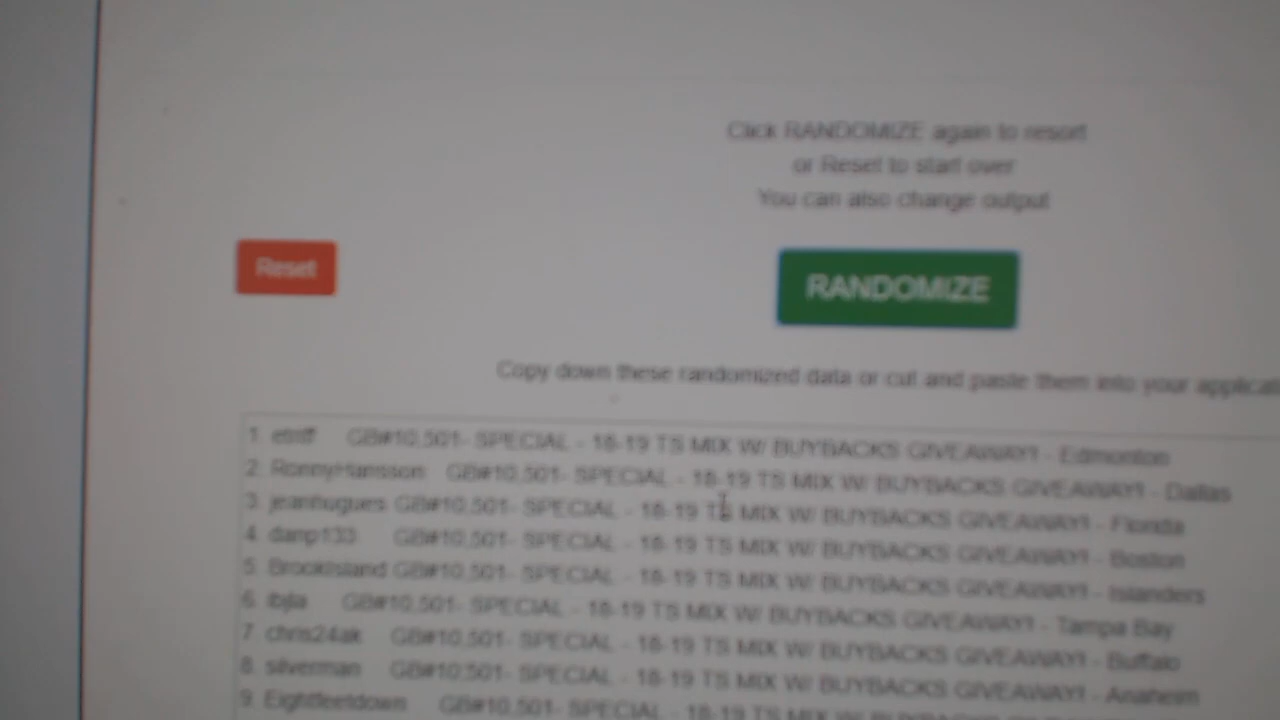 Click RANDOMIZE again to resort
or Reset to start over
You can also change output
Reset
RANDOMIZE
Copy down these randomized data or cut and paste them into your
1. GB#10,501- SPECIAL - 18-19 TS MIX W/ BUYBACKS GIVEAWAY! - Edmonton
2. RonnyHansson GB#10,501- SPECIAL - 18-19 TS MIX W/ BUYBACKS GIVEAWAY! - Dallas
3. jeanhugues GB#10,501- SPECIAL - 18-19 TS MIX W/ BUYBACKS GIVEAWAY! - Florida
4. danp133 GB#10,501- SPECIAL - 18-19 TS MIX W/ BUYBACKS GIVEAWAY! - Boston
5. BrookIsland GB#10,501- SPECIAL - 18-19 TS MIX W/ BUYBACKS GIVEAWAY! - Islanders
6. GB#10,501- SPECIAL - 18-19 TS MIX W/ BUYBACKS GIVEAWAY! - Tampa Bay
7. chris24ak GB#10,501- SPECIAL - 18-19 TS MIX W/ BUYBACKS GIVEAWAY! - Buffalo
8. silverman GB#10,501- SPECIAL - 18-19 TS MIX W/ BUYBACKS GIVEAWAY! - Anaheim
9. Eightfeetdown GB#10,501- SPECIAL - 18-19 TS MIX W/